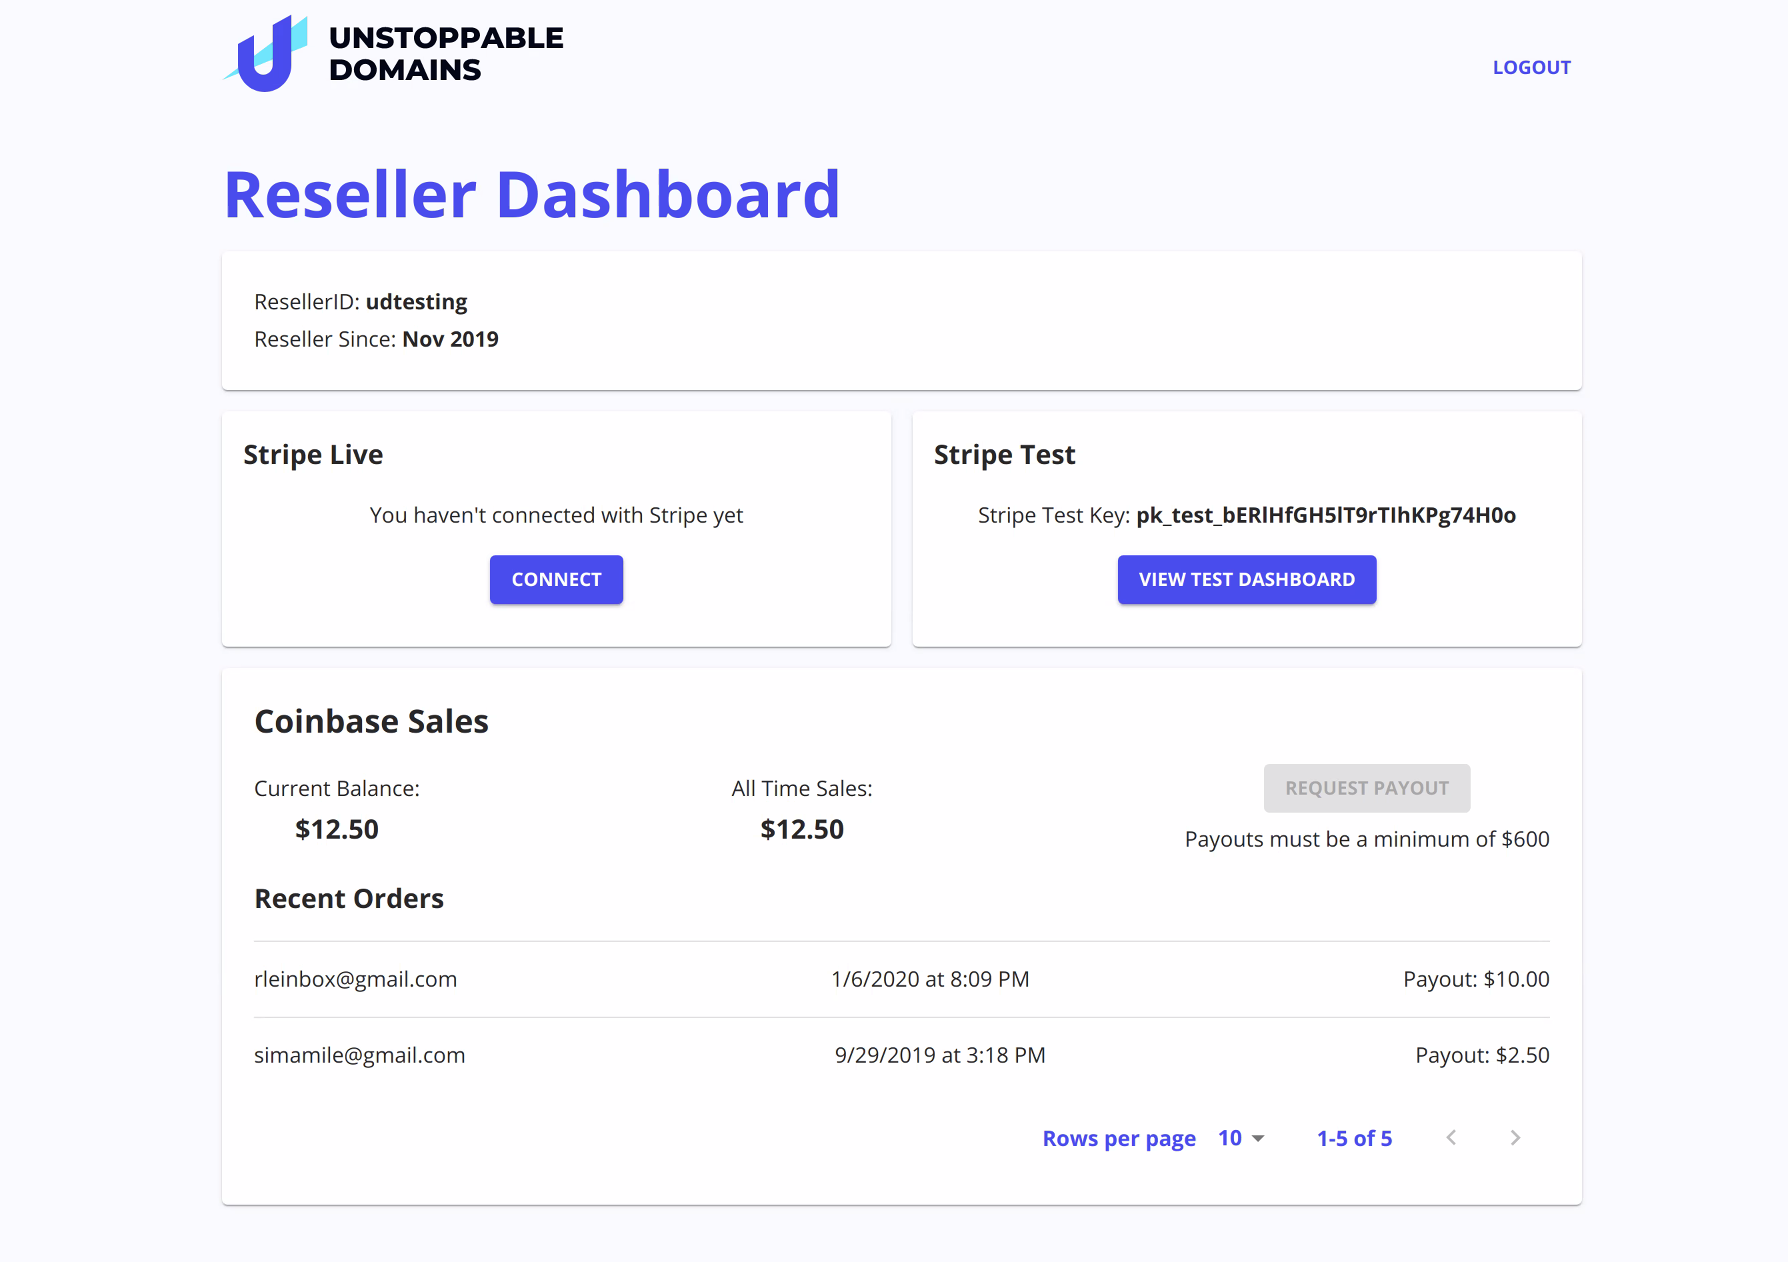 UNSTOPPABLE
DOMAINS
LOGOUT
Reseller Dashboard
ResellerID: udtesting
Reseller Since: Nov 2019
Stripe Live
You haven't connected with Stripe yet
CONNECT
Stripe Test
Stripe Test Key: pk_test_bERlHfGH5lT9rTIhKPg74H0o
VIEW TEST DASHBOARD
Coinbase Sales
Current Balance:
$12.50
All Time Sales:
$12.50
REQUEST PAYOUT
Payouts must be a minimum of $600
Recent Orders
rleinbox@gmail.com 1/6/2020 at 8:09 PM Payout: $10.00
simamile@gmail.com 9/29/2019 at 3:18 PM Payout: $2.50
Rows per page 10 1-5 of 5